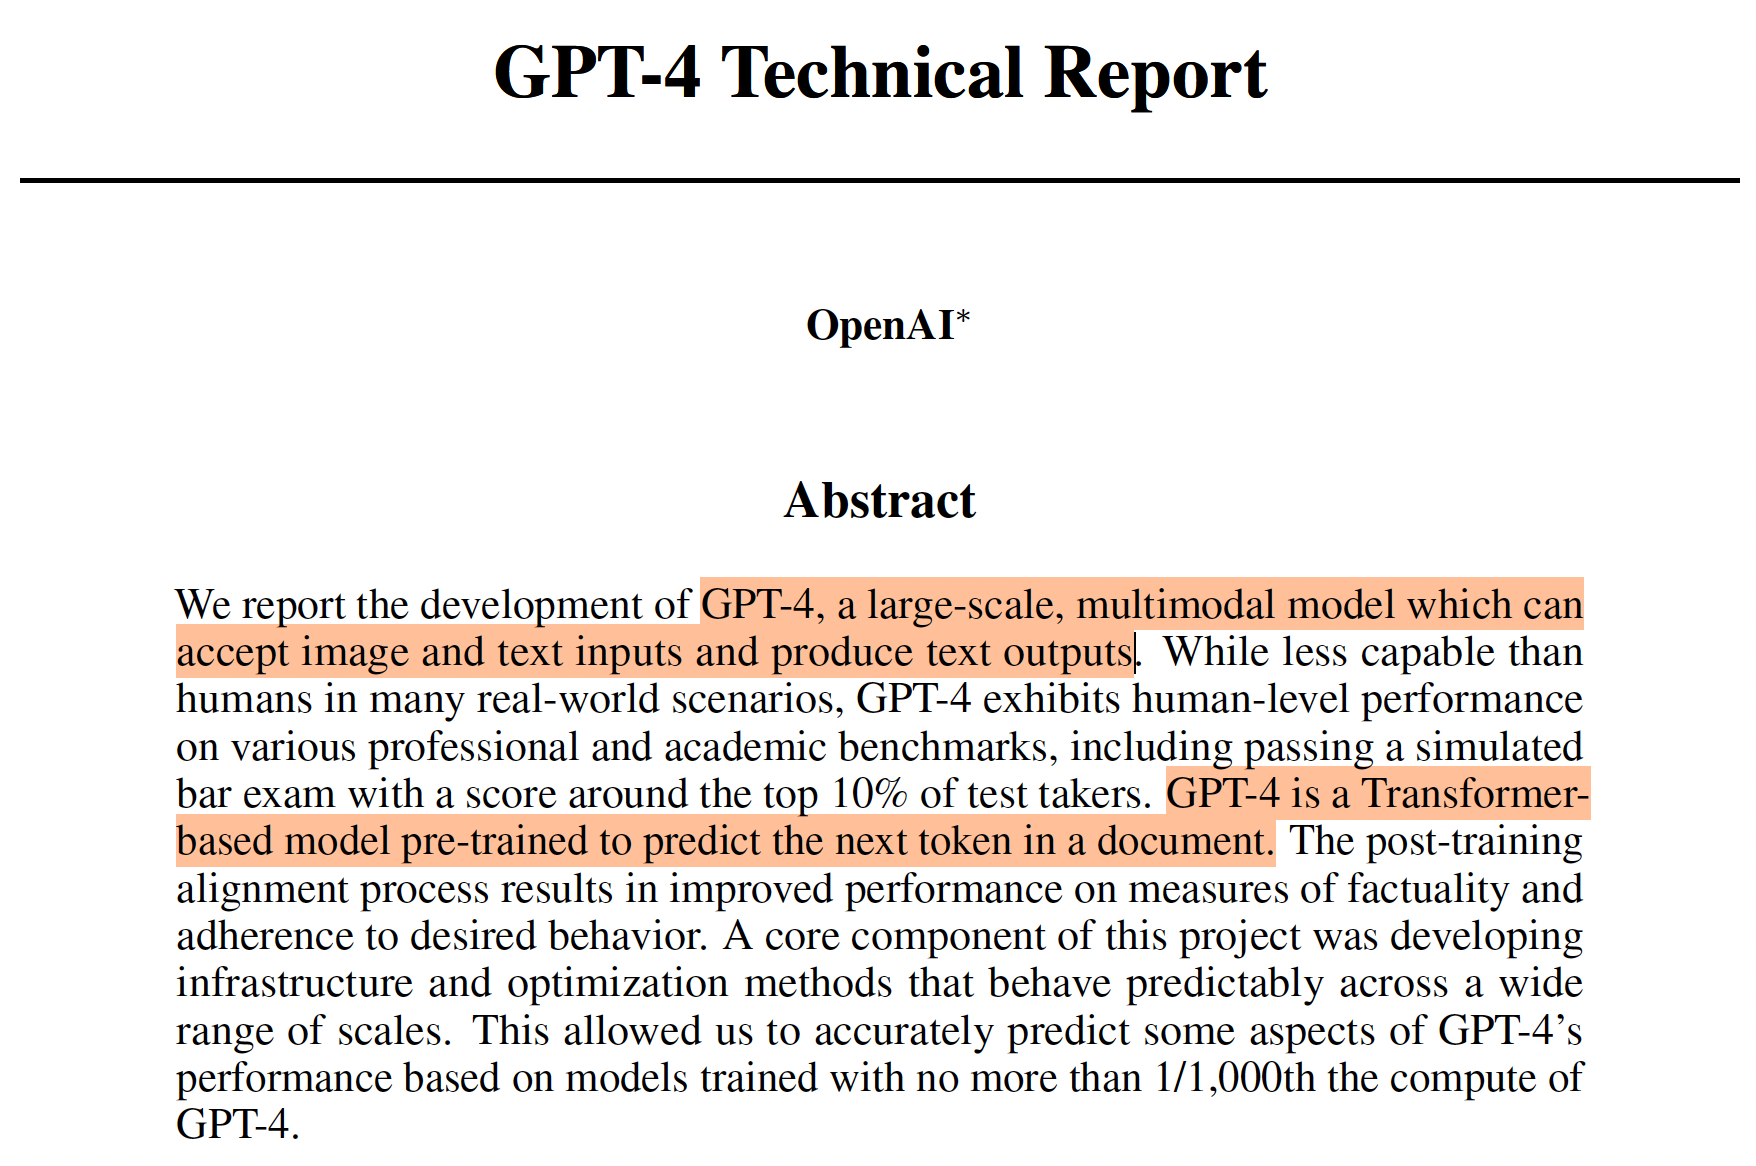 GPT-4 Technical Report
OpenAI*
Abstract
We report the development of GPT-4, a large-scale, multimodal model which can
accept image and text inputs and produce text outputs. While less capable than
humans in many real-world scenarios, GPT-4 exhibits human-level performance
on various professional and academic benchmarks, including passing a simulated
bar exam with a score around the top 10% of test takers. GPT-4 is a Transformer-
based model pre-trained to predict the next token in a document. The post-training
alignment process results in improved performance on measures of factuality and
adherence to desired behavior. A core component of this project was developing
infrastructure and optimization methods that behave predictably across a wide
range of scales. This allowed us to accurately predict some aspects of GPT-4’s
performance based on models trained with no more than 1/1,000th the compute of
GPT-4.